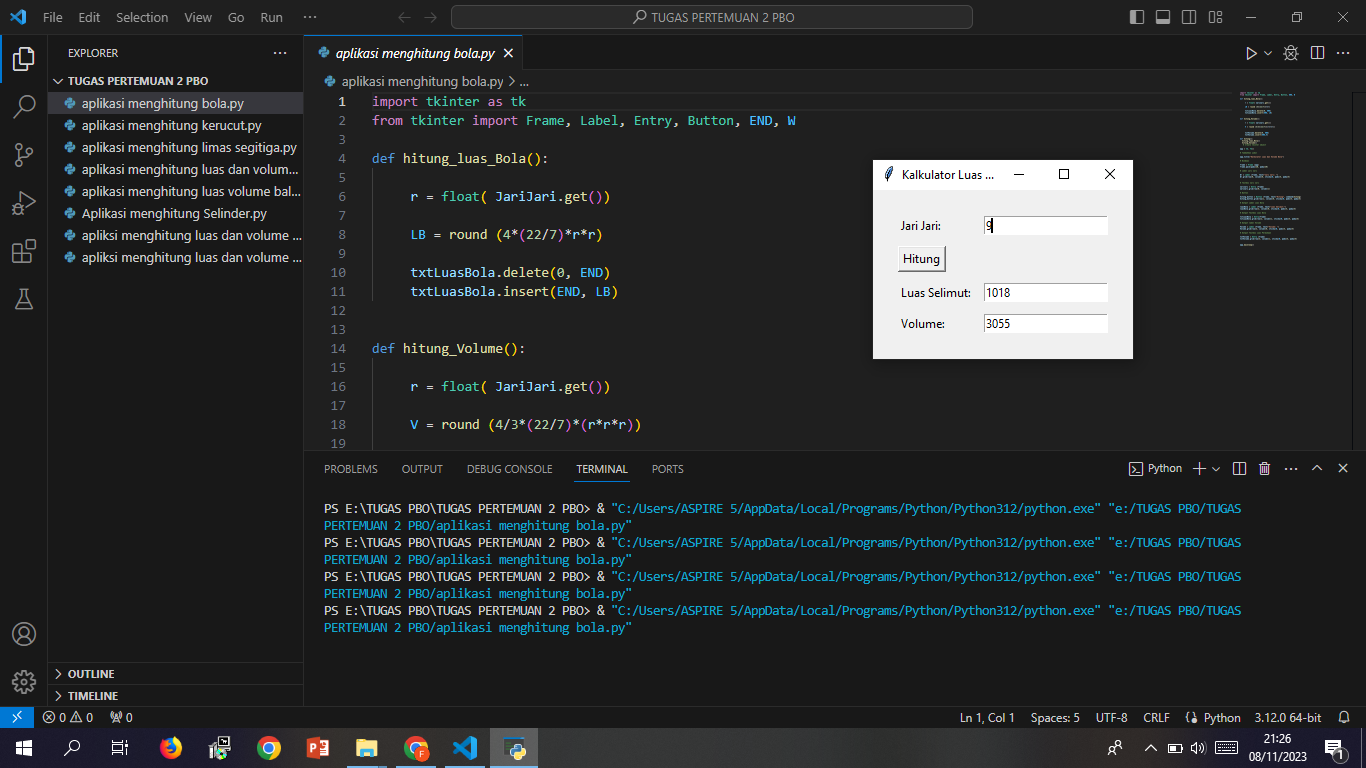 File Edit Selection View Go Run ···
TUGAS PERTEMUAN 2 PBO
EXPLORER
TUGAS PERTEMUAN 2 PBO
aplikasi menghitung bola.py
aplikasi menghitung kerucut.py
aplikasi menghitung limas segitiga.py
aplikasi menghitung luas dan volum...
aplikasi menghitung luas volume bal...
Aplikasi menghitung Selinder.py
apliksi menghitung luas dan volume ...
apliksi menghitung luas dan volume ...
OUTLINE
TIMELINE
aplikasi menghitung bola.py
aplikasi menghitung bola.py > ...
1 import tkinter as tk
2 from tkinter import Frame, Label, Entry, Button, END, W
3
4 def hitung_luas_Bola():
5
6 r = float( JariJari.get())
7
8 LB = round (4*(22/7)*r*r)
9
10 txtLuasBola.delete(0, END)
11 txtLuasBola.insert(END, LB)
12
13
14 def hitung_Volume():
15
16 r = float( JariJari.get())
17
18 V = round (4/3*(22/7)*(r*r*r))
19
Kalkulator Luas ...
Jari Jari: 9
Hitung
Luas Selimut: 1018
Volume: 3055
PROBLEMS OUTPUT DEBUG CONSOLE TERMINAL PORTS
Python
PS E:\TUGAS PBO\TUGAS PERTEMUAN 2 PBO> & "C:/Users/ASPIRE 5/AppData/Local/Programs/Python/Python312/python.exe" "e:/TUGAS PBO/TUGAS
PERTEMUAN 2 PBO/aplikasi menghitung bola.py"
PS E:\TUGAS PBO\TUGAS PERTEMUAN 2 PBO> & "C:/Users/ASPIRE 5/AppData/Local/Programs/Python/Python312/python.exe" "e:/TUGAS PBO/TUGAS
PERTEMUAN 2 PBO/aplikasi menghitung bola.py"
PS E:\TUGAS PBO\TUGAS PERTEMUAN 2 PBO> & "C:/Users/ASPIRE 5/AppData/Local/Programs/Python/Python312/python.exe" "e:/TUGAS PBO/TUGAS
PERTEMUAN 2 PBO/aplikasi menghitung bola.py"
PS E:\TUGAS PBO\TUGAS PERTEMUAN 2 PBO> & "C:/Users/ASPIRE 5/AppData/Local/Programs/Python/Python312/python.exe" "e:/TUGAS PBO/TUGAS
PERTEMUAN 2 PBO/aplikasi menghitung bola.py"
0 0 0
Ln 1, Col 1 Spaces: 5 UTF-8 CRLF Python 3.12.0 64-bit
21:26
08/11/2023
1